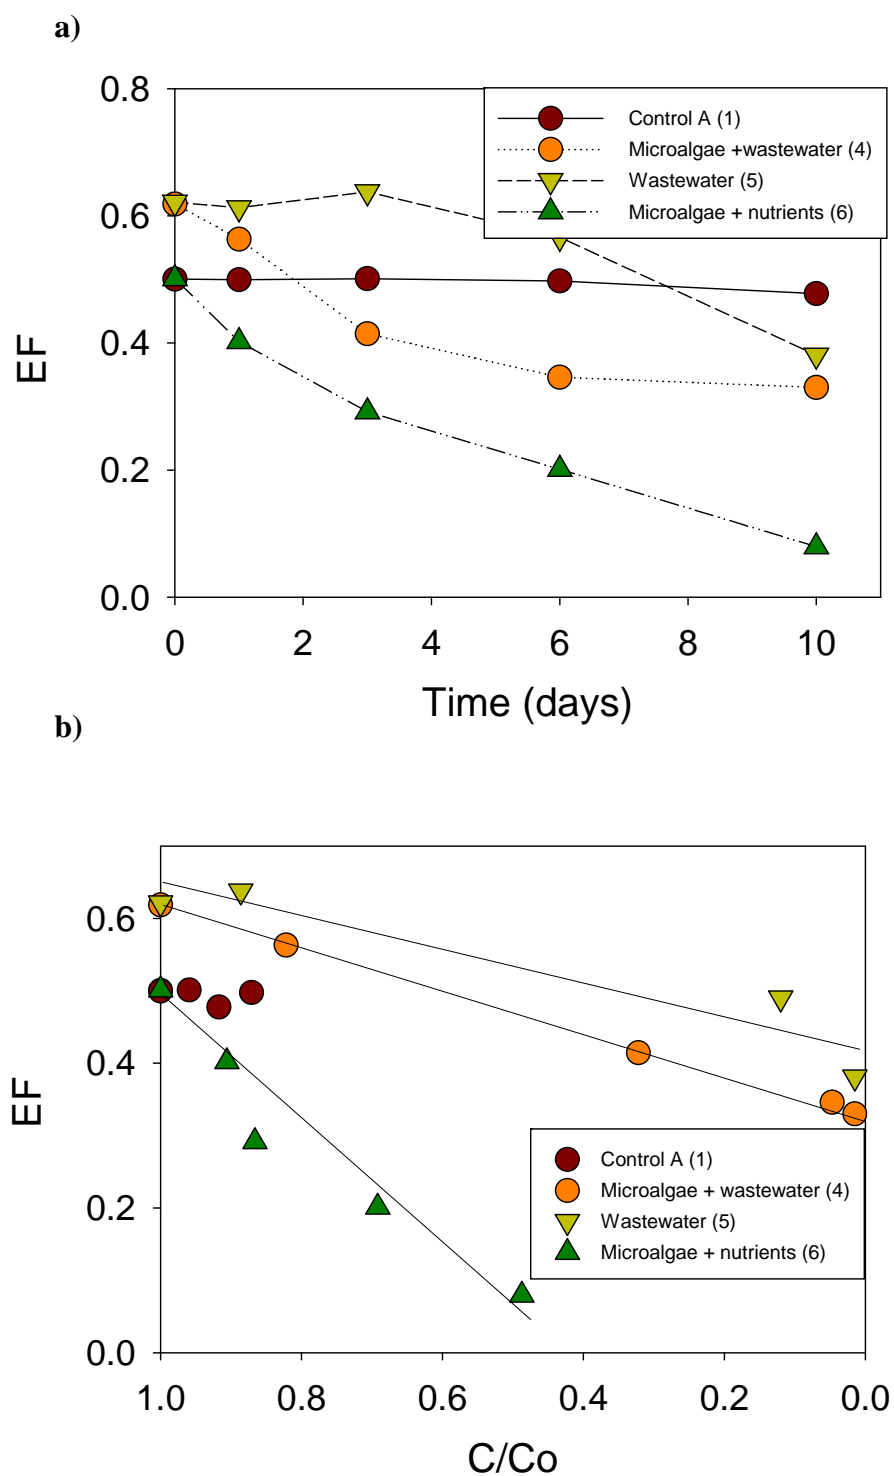 a)
0.8
Control A (1)
Microalgae +wastewater (4)
Wastewater (5)
Microalgae + nutrients (6)
0.6
0.4
0.2
0.0
EF
0 2 4 6 8 10
Time (days)
b)
0.6
0.4
0.2
0.0
EF
Control A (1)
Microalgae + wastewater (4)
Wastewater (5)
Microalgae + nutrients (6)
1.0 0.8 0.6 0.4 0.2 0.0
C/Co